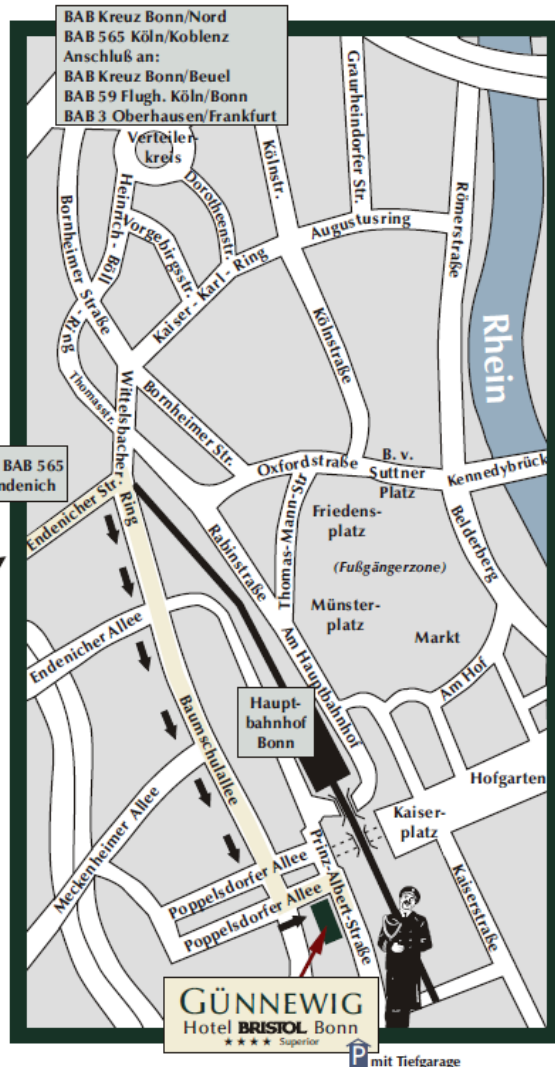 BAB Kreuz Bonn/Nord
BAB 565 Köln/Koblenz
Anschluß an:
BAB Kreuz Bonn/Beuel
BAB 59 Flugh. Köln/Bonn
BAB 3 Oberhausen/Frankfurt
Verteiler-
kreis
Kölnstr.
Graurheindorfer Str.
Römerstraße
Rhein
Bornheimer Straße
Heinrich - Böll
- Ring
Vorgebirgsstr.
Dorotheenstr.
Kaiser - Karl - Ring
Augustusring
Kölnstraße
Thomasstr.
Wittelsbacher Ring
Bornheimer Str.
Oxfordstraße
B. v.
Suttner
Platz
Kennedybrück
BAB 565
ndenich
Endenicher Str.
Rabinstraße
Thomas-Mann-Str
Friedens-
platz
(Fußgängerzone)
Münster-
platz
Markt
Belderberg
Endenicher Allee
Baumschulallee
Am Hauptbahnhof
Am Hof
Haupt-
bahnhof
Bonn
Hofgarten
Kaiser-
platz
Meckenheimer Allee
Poppelsdorfer Allee
Poppelsdorfer Allee
Prinz-Albert-Straße
Kaiserstraße
GÜNNEWIG
Hotel BRISTOL Bonn
★★★★ Superior
P mit Tiefgarage